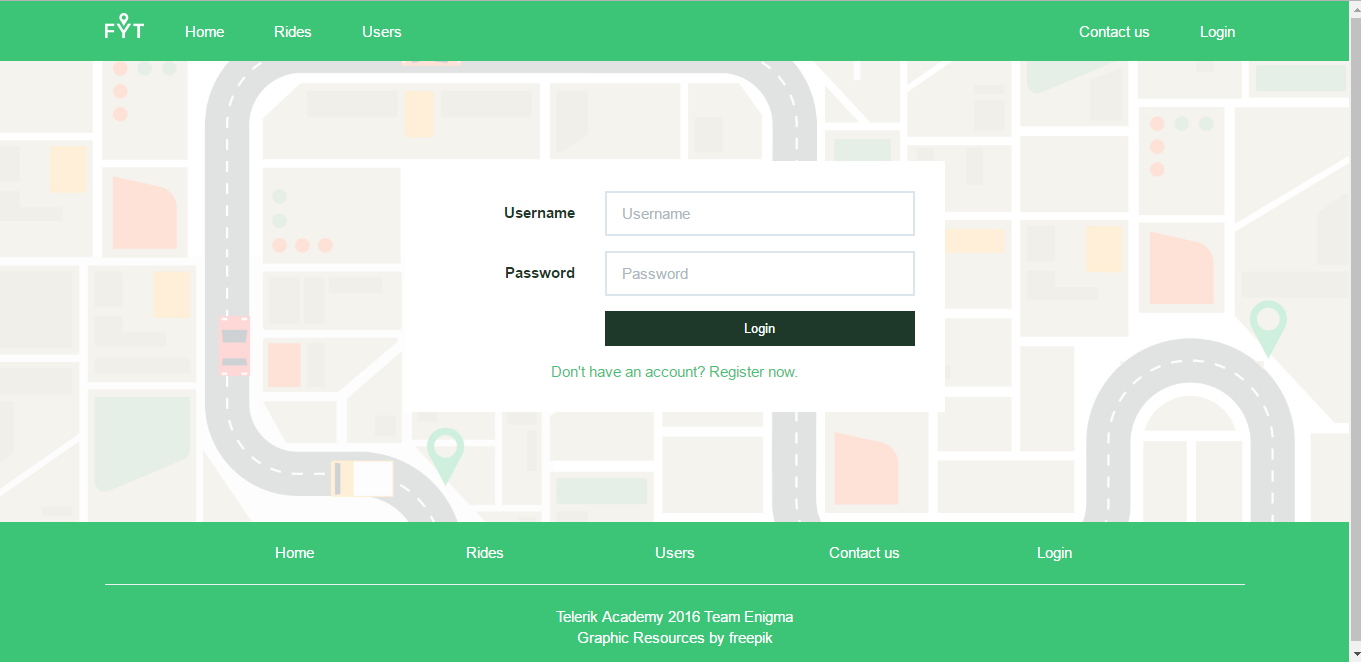 FYT Home Rides Users Contact us Login
Username Username
Password Password
Login
Don't have an account? Register now.
Home Rides Users Contact us Login
Telerik Academy 2016 Team Enigma
Graphic Resources by freepik